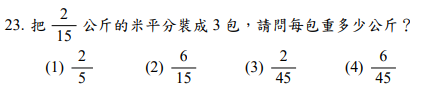 23. 把 2/15 公斤的米平分裝成 3 包，請問每包重多少公斤？
(1) 2/5 (2) 6/15 (3) 2/45 (4) 6/45